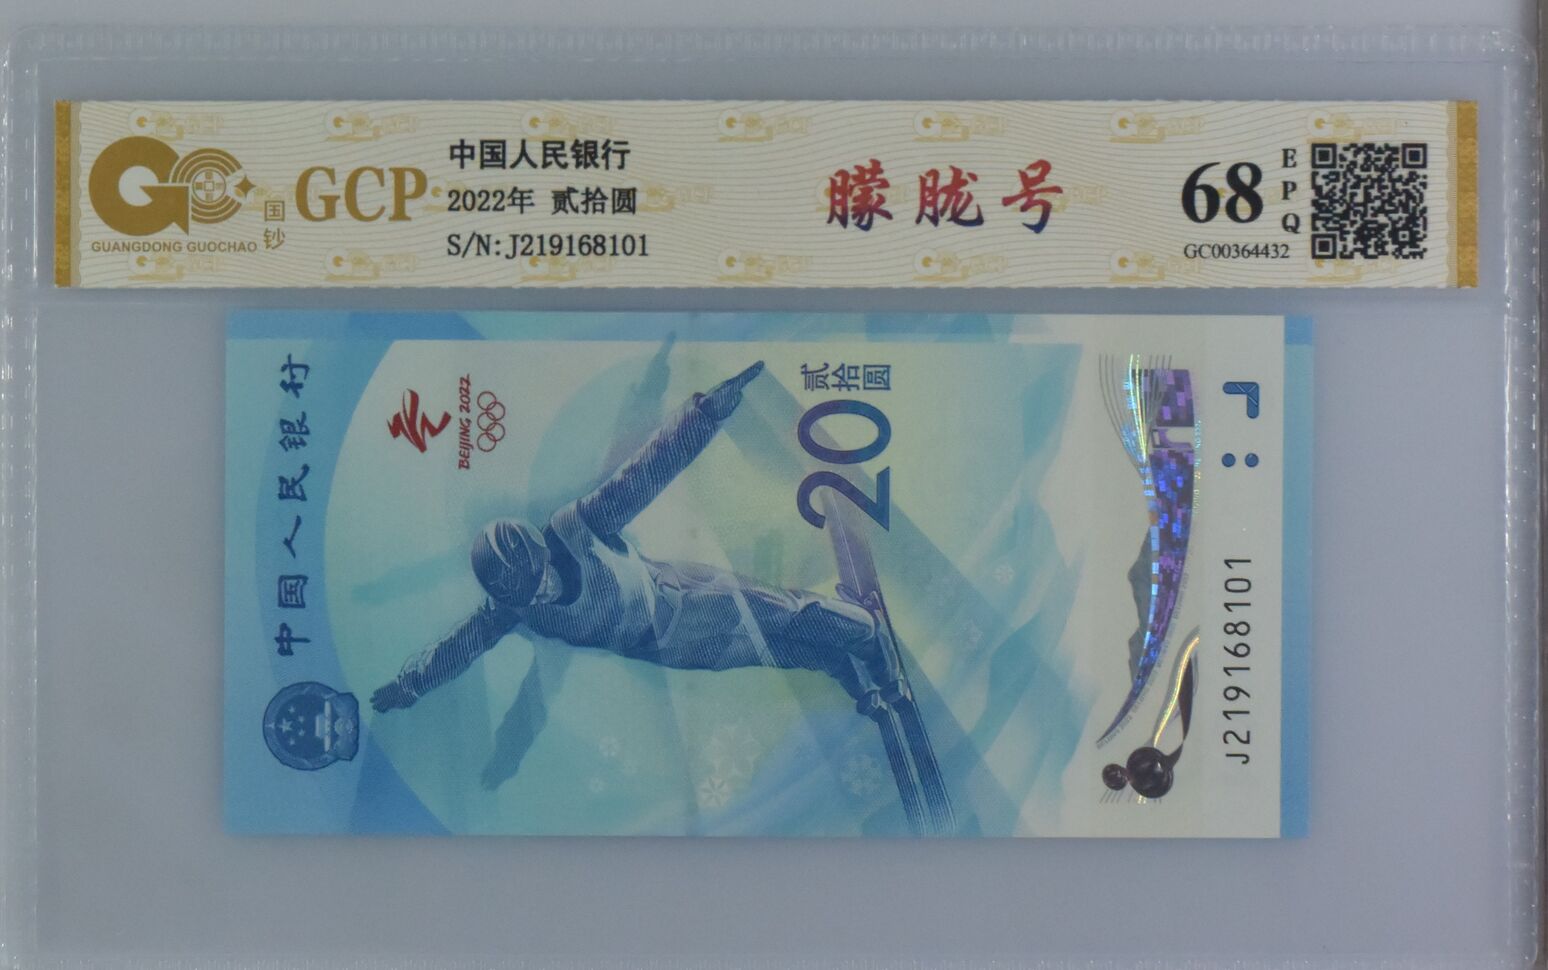 GCP
国钞
GUANGDONG GUOCHAO
中国人民银行
2022年 贰拾圆
S/N:J219168101
朦胧号
68
EPQ
GC00364432
中国人民银行
BEIJING 2022
贰拾圆
20
J219168101